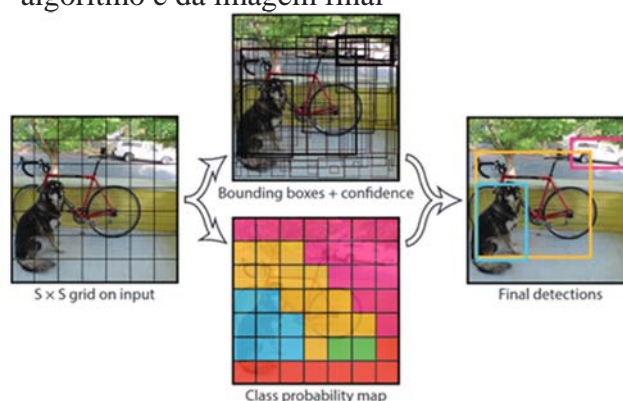 algoritmo e da imagem final
Bounding boxes + confidence
S × S grid on input
Final detections
Class probability map